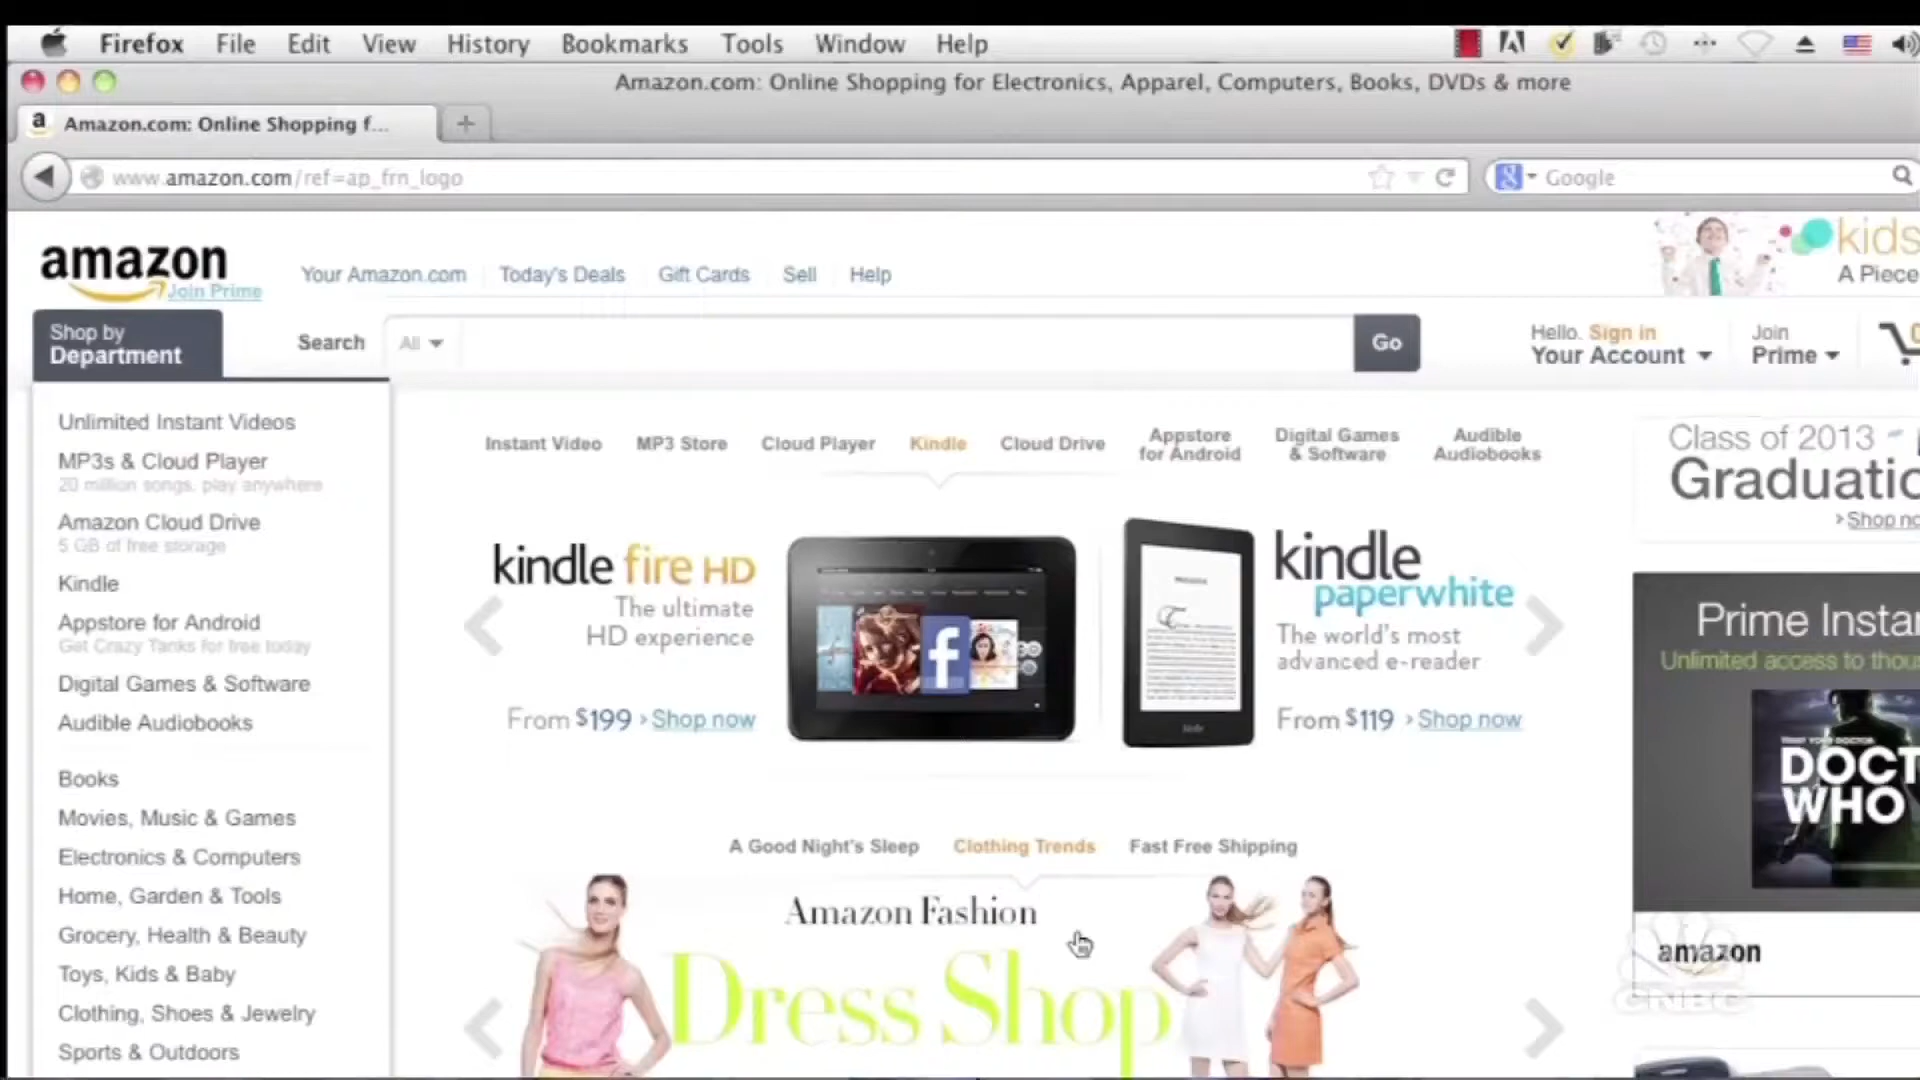 Firefox File Edit View History Bookmarks Tools Window Help
Amazon.com: Online Shopping for Electronics, Apparel, Computers, Books, DVDs & more
a Amazon.com: Online Shopping f...
www.amazon.com/ref=ap_frn_logo
Google
amazon
Join Prime
Your Amazon.com Today's Deals Gift Cards Sell Help
kids
A Piece
Shop by
Department
Search All Go
Hello. Sign in
Your Account
Join
Prime
Unlimited Instant Videos
MP3s & Cloud Player
20 million songs, play anywhere
Amazon Cloud Drive
5 GB of free storage
Kindle
Appstore for Android
Get Crazy Tanks for free today
Digital Games & Software
Audible Audiobooks
Books
Movies, Music & Games
Electronics & Computers
Home, Garden & Tools
Grocery, Health & Beauty
Toys, Kids & Baby
Clothing, Shoes & Jewelry
Sports & Outdoors
Instant Video MP3 Store Cloud Player Kindle Cloud Drive
Appstore
for Android
Digital Games
& Software
Audible
Audiobooks
kindle fire HD
The ultimate
HD experience
From $199 › Shop now
kindle
paperwhite
The world's most
advanced e-reader
From $119 › Shop now
A Good Night's Sleep Clothing Trends Fast Free Shipping
Amazon Fashion
Dress Shop
Class of 2013 -
Graduatio
› Shop no
Prime Instan
Unlimited access to thou
DOCT
WHO
amazon
CNBC